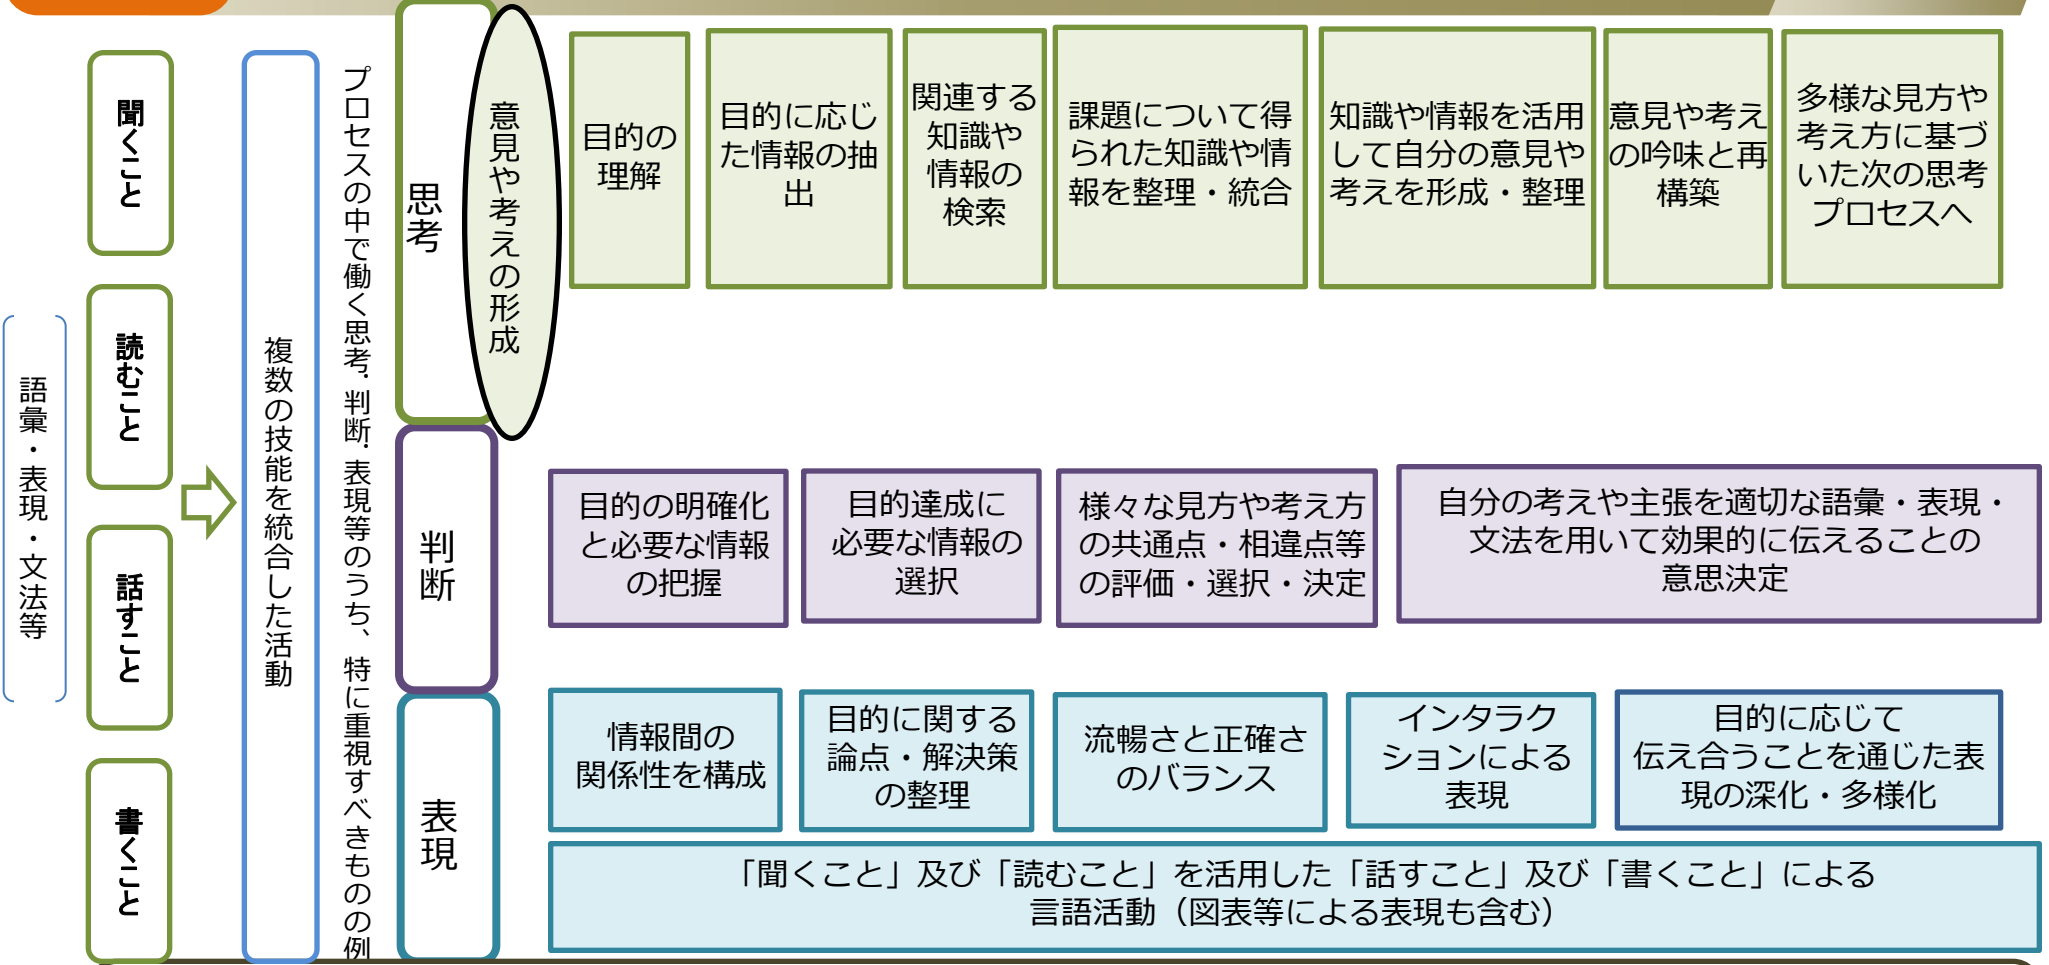 語彙・表現・文法等
聞くこと
読むこと
話すこと
書くこと
複数の技能を統合した活動
プロセスの中で働く思考・判断・表現等のうち、特に重視すべきものの例
思考
意見や考えの形成
目的の
理解
目的に応じ
た情報の抽
出
関連する
知識や
情報の
検索
課題について得
られた知識や情
報を整理・統合
知識や情報を活用
して自分の意見や
考えを形成・整理
意見や考え
の吟味と再
構築
多様な見方や
考え方に基づ
いた次の思考
プロセスへ
判断
目的の明確化
と必要な情報
の把握
目的達成に
必要な情報の
選択
様々な見方や考え方
の共通点・相違点等
の評価・選択・決定
自分の考えや主張を適切な語彙・表現・
文法を用いて効果的に伝えることの
意思決定
表現
情報間の
関係性を構成
目的に関する
論点・解決策
の整理
流暢さと正確さ
のバランス
インタラク
ションによる
表現
目的に応じて
伝え合うことを通じた表
現の深化・多様化
「聞くこと」及び「読むこと」を活用した「話すこと」及び「書くこと」による
言語活動（図表等による表現も含む）